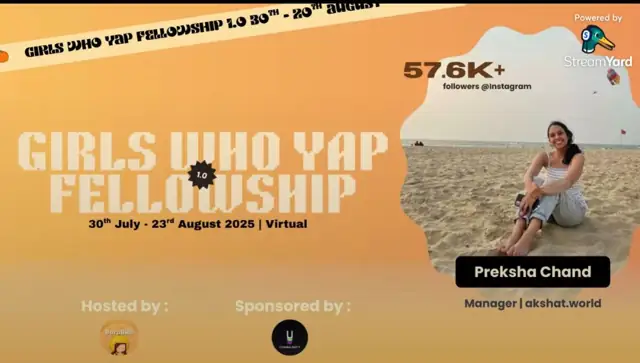 GIRLS WHO YAP FELLOWSHIP 1.0 30TH - 20TH AUGUST
Powered by
StreamYard
57.6K+
followers @Instagram
GIRLS WHO YAP
1.0
FELLOWSHIP
30th July - 23rd August 2025 | Virtual
Preksha Chand
Manager | akshat.world
Hosted by :
Sponsored by :